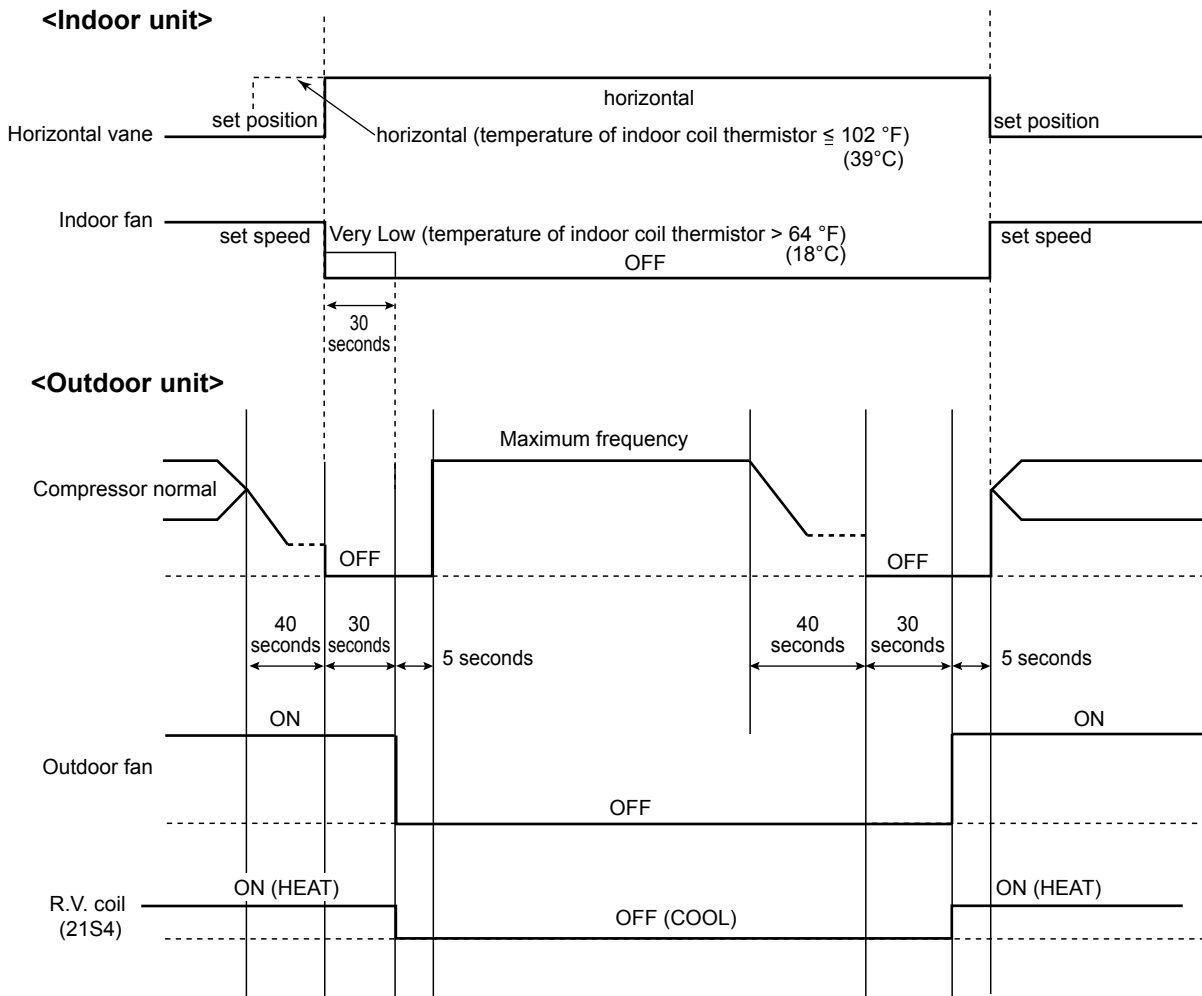 <Indoor unit>
horizontal
Horizontal vane
set position
set position
horizontal (temperature of indoor coil thermistor ≦ 102 °F)
(39°C)
Indoor fan
set speed
Very Low (temperature of indoor coil thermistor > 64 °F)
(18°C)
set speed
OFF
30
seconds
<Outdoor unit>
Maximum frequency
Compressor normal
OFF
OFF
40
seconds
30
seconds
5 seconds
40
seconds
30
seconds
5 seconds
ON
ON
Outdoor fan
OFF
ON (HEAT)
ON (HEAT)
R.V. coil
(21S4)
OFF (COOL)